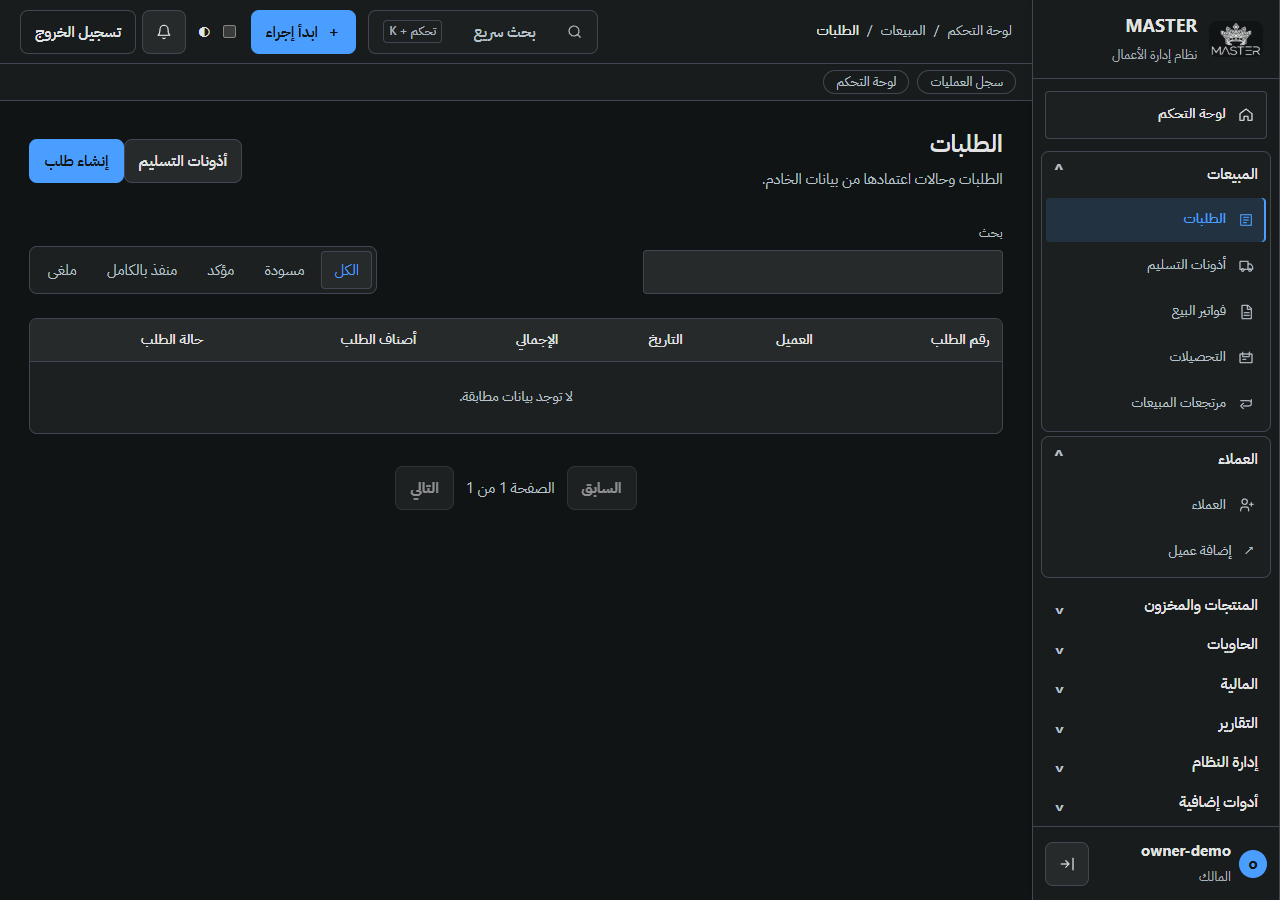 MASTER
نظام إدارة الأعمال
MASTER
لوحة التحكم / المبيعات / الطلبات
بحث سريع
تحكم + K
+ ابدأ إجراء
تسجيل الخروج
سجل العمليات
لوحة التحكم
لوحة التحكم
المبيعات
الطلبات
أذونات التسليم
فواتير البيع
التحصيلات
مرتجعات المبيعات
العملاء
العملاء
إضافة عميل
المنتجات والمخزون
الحاويات
المالية
التقارير
إدارة النظام
أدوات إضافية
owner-demo
المالك
o
الطلبات
الطلبات وحالات اعتمادها من بيانات الخادم.
أذونات التسليم
إنشاء طلب
بحث
الكل مسودة مؤكد منفذ بالكامل ملغى
رقم الطلب العميل التاريخ الإجمالي أصناف الطلب حالة الطلب
لا توجد بيانات مطابقة.
السابق الصفحة 1 من 1 التالي